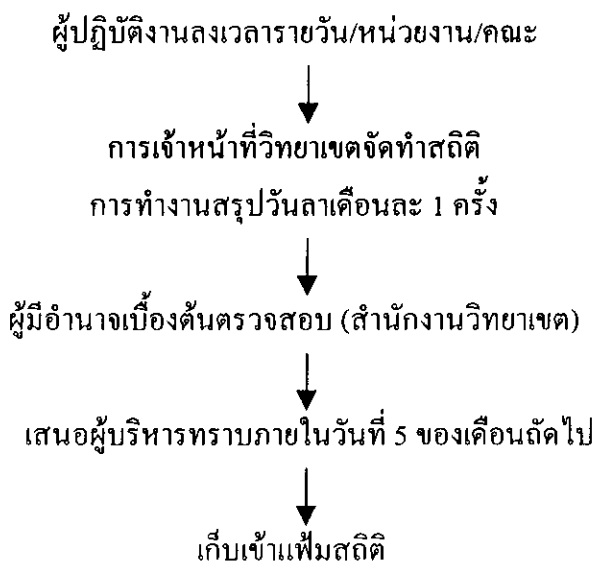 ผู้ปฏิบัติงานลงเวลารายวัน/หน่วยงาน/คณะ
การเจ้าหน้าที่วิทยาเขตจัดทำสถิติ
การทำงานสรุปวันลาเดือนละ 1 ครั้ง
ผู้มีอำนาจเบื้องต้นตรวจสอบ (สำนักงานวิทยาเขต)
เสนอผู้บริหารทราบภายในวันที่ 5 ของเดือนถัดไป
เก็บเข้าแฟ้มสถิติ